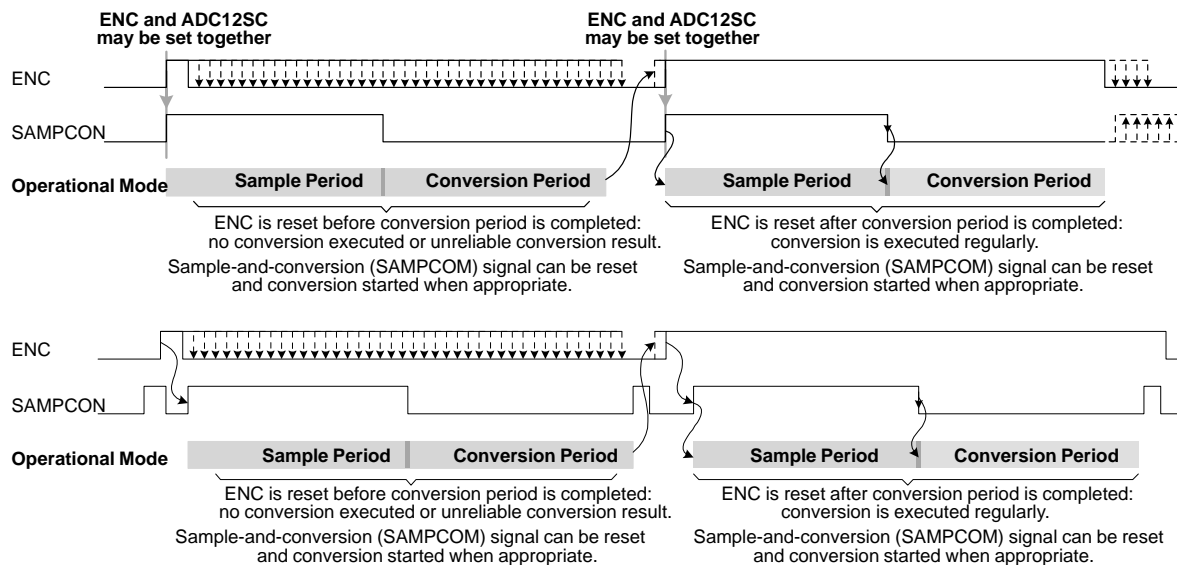 ENC and ADC12SC
may be set together
ENC and ADC12SC
may be set together
ENC
SAMPCON
Operational Mode
Sample Period
Conversion Period
Sample Period
Conversion Period
ENC is reset before conversion period is completed:
no conversion executed or unreliable conversion result.
Sample-and-conversion (SAMPCOM) signal can be reset
and conversion started when appropriate.
ENC is reset after conversion period is completed:
conversion is executed regularly.
Sample-and-conversion (SAMPCOM) signal can be reset
and conversion started when appropriate.
ENC
SAMPCON
Operational Mode
Sample Period
Conversion Period
Sample Period
Conversion Period
ENC is reset before conversion period is completed:
no conversion executed or unreliable conversion result.
Sample-and-conversion (SAMPCOM) signal can be reset
and conversion started when appropriate.
ENC is reset after conversion period is completed:
conversion is executed regularly.
Sample-and-conversion (SAMPCOM) signal can be reset
and conversion started when appropriate.